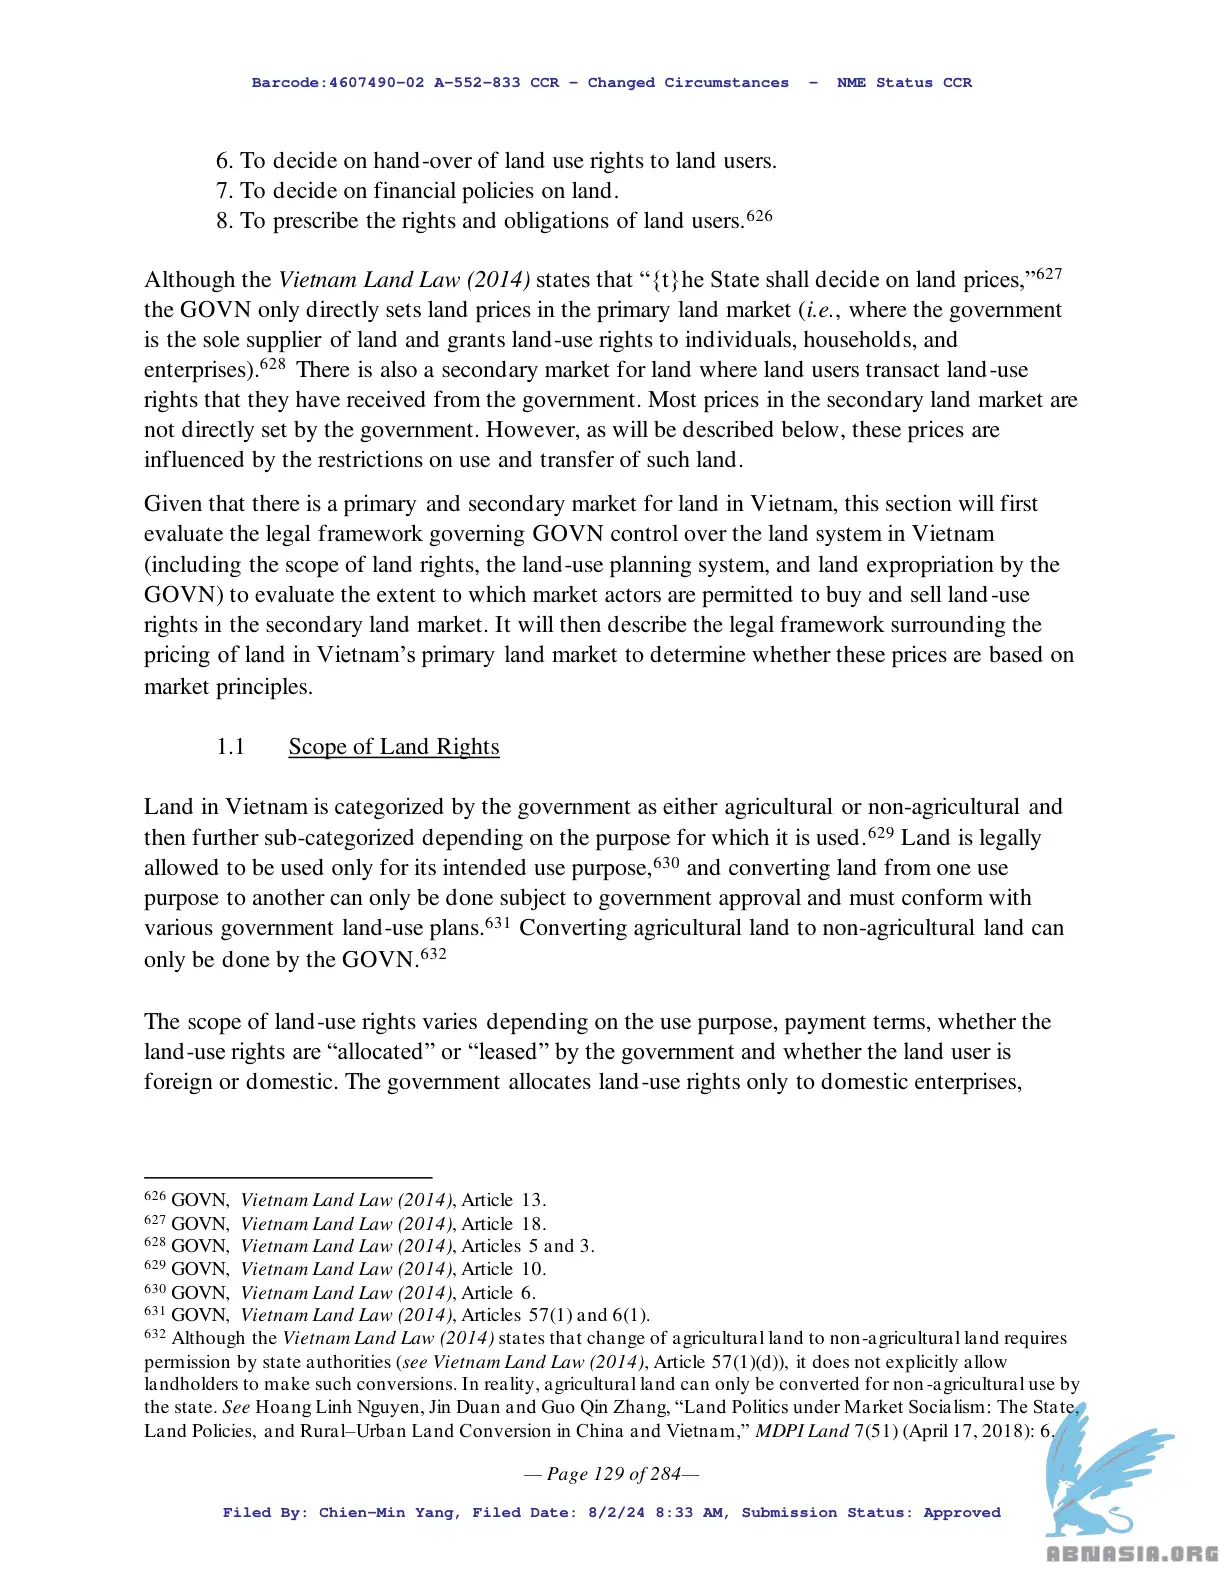 Barcode:4607490-02 A-552-833 CCR - Changed Circumstances  -  NME Status CCR
6. To decide on hand-over of land use rights to land users.
7. To decide on financial policies on land.
8. To prescribe the rights and obligations of land users.626
Although the Vietnam Land Law (2014) states that “{t}he State shall decide on land prices,”627
the GOVN only directly sets land prices in the primary land market (i.e., where the government
is the sole supplier of land and grants land-use rights to individuals, households, and
enterprises).628 There is also a secondary market for land where land users transact land-use
rights that they have received from the government. Most prices in the secondary land market are
not directly set by the government. However, as will be described below, these prices are
influenced by the restrictions on use and transfer of such land.
Given that there is a primary and secondary market for land in Vietnam, this section will first
evaluate the legal framework governing GOVN control over the land system in Vietnam
(including the scope of land rights, the land-use planning system, and land expropriation by the
GOVN) to evaluate the extent to which market actors are permitted to buy and sell land-use
rights in the secondary land market. It will then describe the legal framework surrounding the
pricing of land in Vietnam’s primary land market to determine whether these prices are based on
market principles.
1.1 Scope of Land Rights
Land in Vietnam is categorized by the government as either agricultural or non-agricultural and
then further sub-categorized depending on the purpose for which it is used.629 Land is legally
allowed to be used only for its intended use purpose,630 and converting land from one use
purpose to another can only be done subject to government approval and must conform with
various government land-use plans.631 Converting agricultural land to non-agricultural land can
only be done by the GOVN.632
The scope of land-use rights varies depending on the use purpose, payment terms, whether the
land-use rights are “allocated” or “leased” by the government and whether the land user is
foreign or domestic. The government allocates land-use rights only to domestic enterprises,
626 GOVN, Vietnam Land Law (2014), Article 13.
627 GOVN, Vietnam Land Law (2014), Article 18.
628 GOVN, Vietnam Land Law (2014), Articles 5 and 3.
629 GOVN, Vietnam Land Law (2014), Article 10.
630 GOVN, Vietnam Land Law (2014), Article 6.
631 GOVN, Vietnam Land Law (2014), Articles 57(1) and 6(1).
632 Although the Vietnam Land Law (2014) states that change of agricultural land to non-agricultural land requires
permission by state authorities (see Vietnam Land Law (2014), Article 57(1)(d)), it does not explicitly allow
landholders to make such conversions. In reality, agricultural land can only be converted for non-agricultural use by
the state. See Hoang Linh Nguyen, Jin Duan and Guo Qin Zhang, “Land Politics under Market Socialism: The State,
Land Policies, and Rural–Urban Land Conversion in China and Vietnam,” MDPI Land 7(51) (April 17, 2018): 6.
— Page 129 of 284—
Filed By: Chien-Min Yang, Filed Date: 8/2/24 8:33 AM, Submission Status: Approved
ABNASIA.ORG